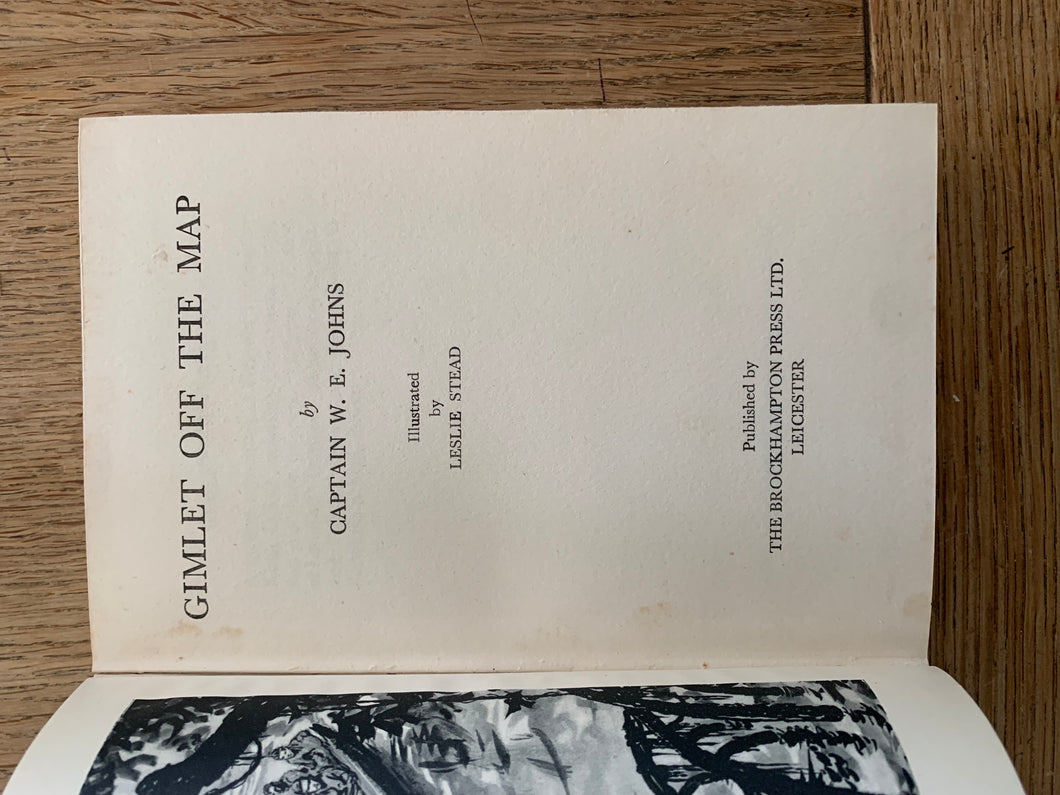 GIMLET OFF THE MAP
by
CAPTAIN W. E. JOHNS
Illustrated
by
LESLIE STEAD
Published by
THE BROCKHAMPTON PRESS LTD.
LEICESTER